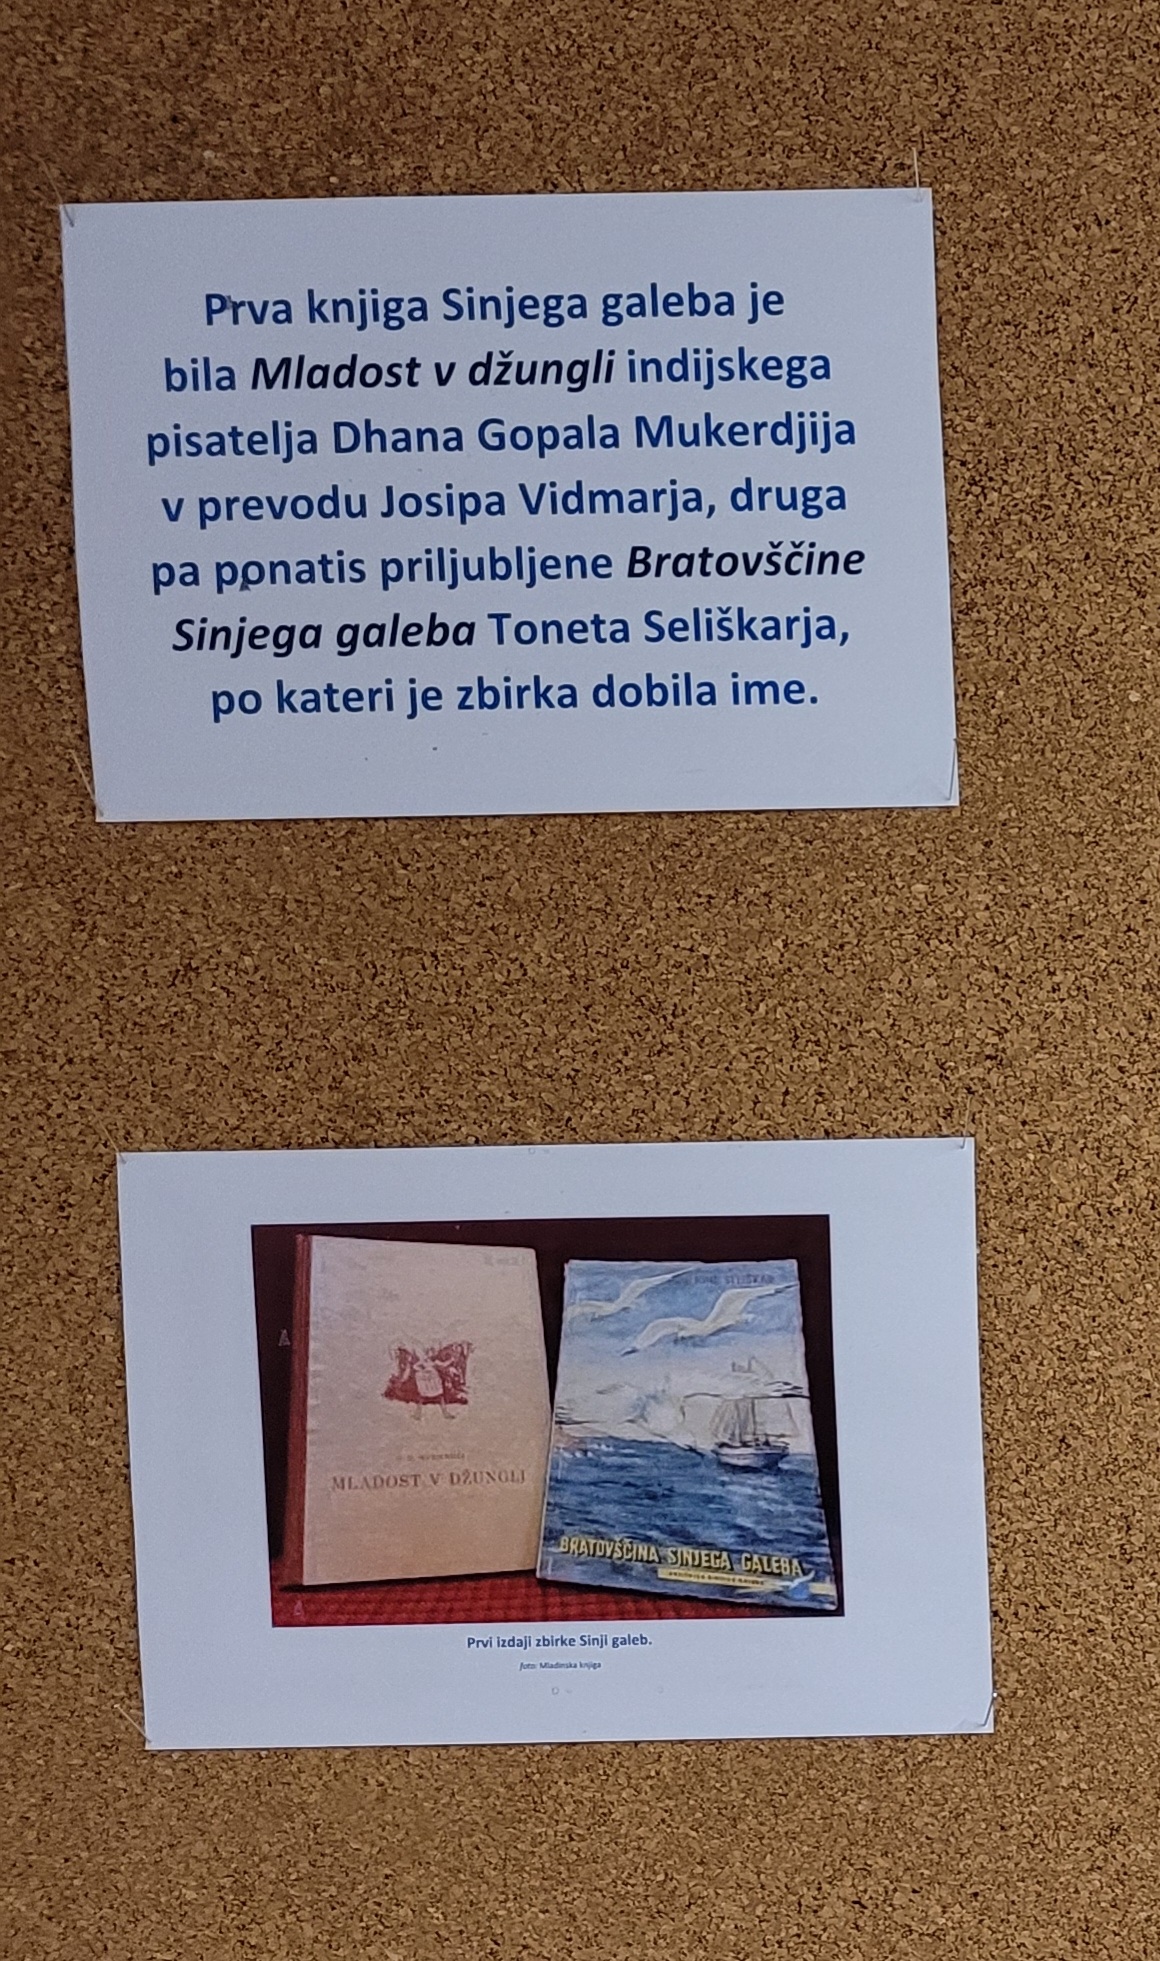 Prva knjiga Sinjega galeba je
bila Mladost v džungli indijskega
pisatelja Dhana Gopala Mukerdjija
v prevodu Josipa Vidmarja, druga
pa ponatis priljubljene Bratovščine
Sinjega galeba Toneta Seliškarja,
po kateri je zbirka dobila ime.
MLADOST V DŽUNGLI
TONE SELIŠKAR
BRATOVŠČINA SINJEGA GALEBA
Prvi izdaji zbirke Sinji galeb.
foto: Mladinska knjiga